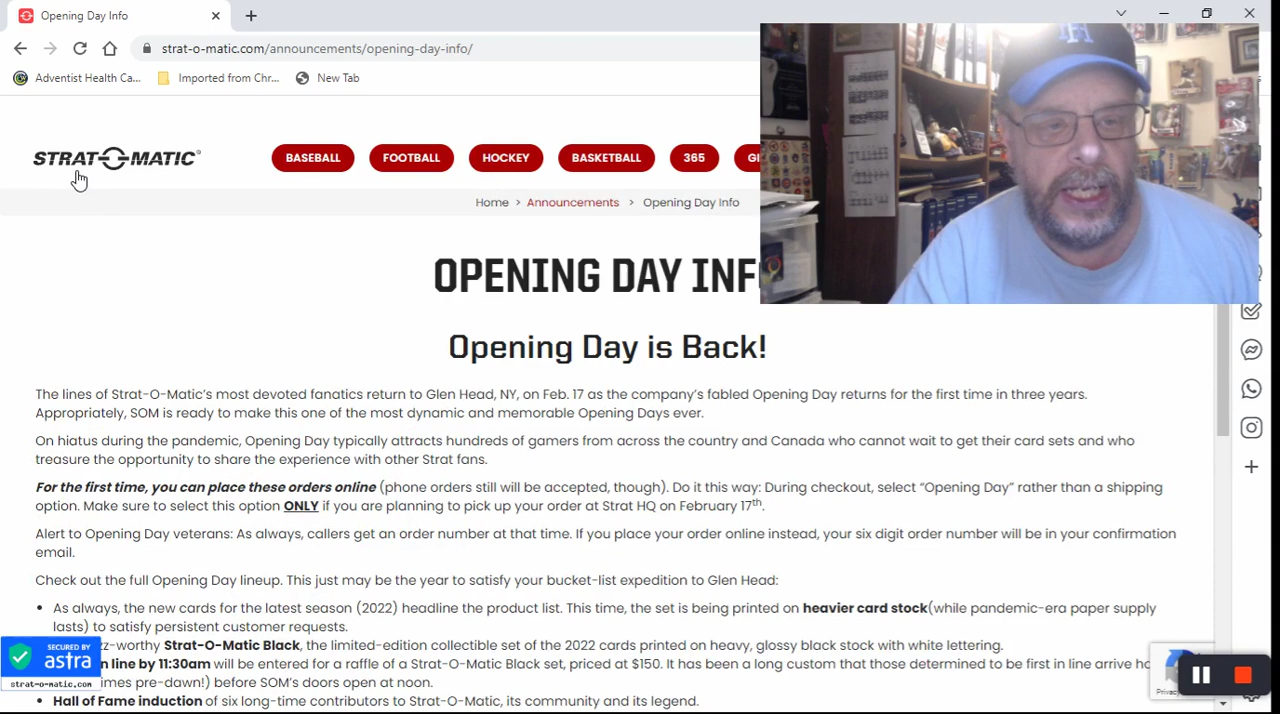 Opening Day Info
strat-o-matic.com/announcements/opening-day-info/
Adventist Health Ca... Imported from Chr... New Tab
STRAT-O-MATIC®
BASEBALL FOOTBALL HOCKEY BASKETBALL 365
Home > Announcements > Opening Day Info
OPENING DAY INF
Opening Day is Back!
The lines of Strat-O-Matic's most devoted fanatics return to Glen Head, NY, on Feb. 17 as the company's fabled Opening Day returns for the first time in three years.
Appropriately, SOM is ready to make this one of the most dynamic and memorable Opening Days ever.
On hiatus during the pandemic, Opening Day typically attracts hundreds of gamers from across the country and Canada who cannot wait to get their card sets and who
treasure the opportunity to share the experience with other Strat fans.
For the first time, you can place these orders online (phone orders still will be accepted, though). Do it this way: During checkout, select “Opening Day” rather than a shipping
option. Make sure to select this option ONLY if you are planning to pick up your order at Strat HQ on February 17th.
Alert to Opening Day veterans: As always, callers get an order number at that time. If you place your order online instead, your six digit order number will be in your confirmation
email.
Check out the full Opening Day lineup. This just may be the year to satisfy your bucket-list expedition to Glen Head:
• As always, the new cards for the latest season (2022) headline the product list. This time, the set is being printed on heavier card stock(while pandemic-era paper supply
lasts) to satisfy persistent customer requests.
zz-worthy Strat-O-Matic Black, the limited-edition collectible set of the 2022 cards printed on heavy, glossy black stock with white lettering.
n line by 11:30am will be entered for a raffle of a Strat-O-Matic Black set, priced at $150. It has been a long custom that those determined to be first in line arrive ho
mes pre-dawn!) before SOM's doors open at noon.
• Hall of Fame induction of six long-time contributors to Strat-O-Matic, its community and its legend.
SECURED BY
astra
strat-o-matic.com